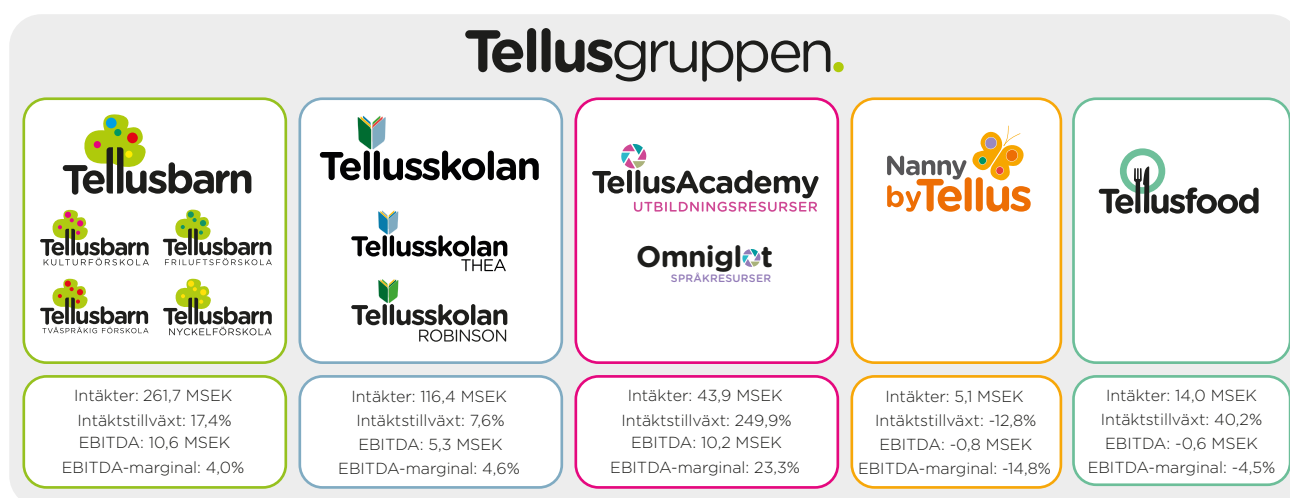 Tellusgruppen.
Tellusbarn
Tellusbarn
KULTURFÖRSKOLA
Tellusbarn
FRILUFTSFÖRSKOLA
Tellusbarn
TVÅSPRÅKIG FÖRSKOLA
Tellusbarn
NYCKELFÖRSKOLA
Intäkter: 261,7 MSEK
Intäktstillväxt: 17,4%
EBITDA: 10,6 MSEK
EBITDA-marginal: 4,0%
Tellusskolan
Tellusskolan
THEA
Tellusskolan
ROBINSON
Intäkter: 116,4 MSEK
Intäktstillväxt: 7,6%
EBITDA: 5,3 MSEK
EBITDA-marginal: 4,6%
TellusAcademy
UTBILDNINGSRESURSER
Omniglot
SPRÅKRESURSER
Intäkter: 43,9 MSEK
Intäktstillväxt: 249,9%
EBITDA: 10,2 MSEK
EBITDA-marginal: 23,3%
Nanny
byTellus
Intäkter: 5,1 MSEK
Intäktstillväxt: -12,8%
EBITDA: -0,8 MSEK
EBITDA-marginal: -14,8%
Tellusfood
Intäkter: 14,0 MSEK
Intäktstillväxt: 40,2%
EBITDA: -0,6 MSEK
EBITDA-marginal: -4,5%